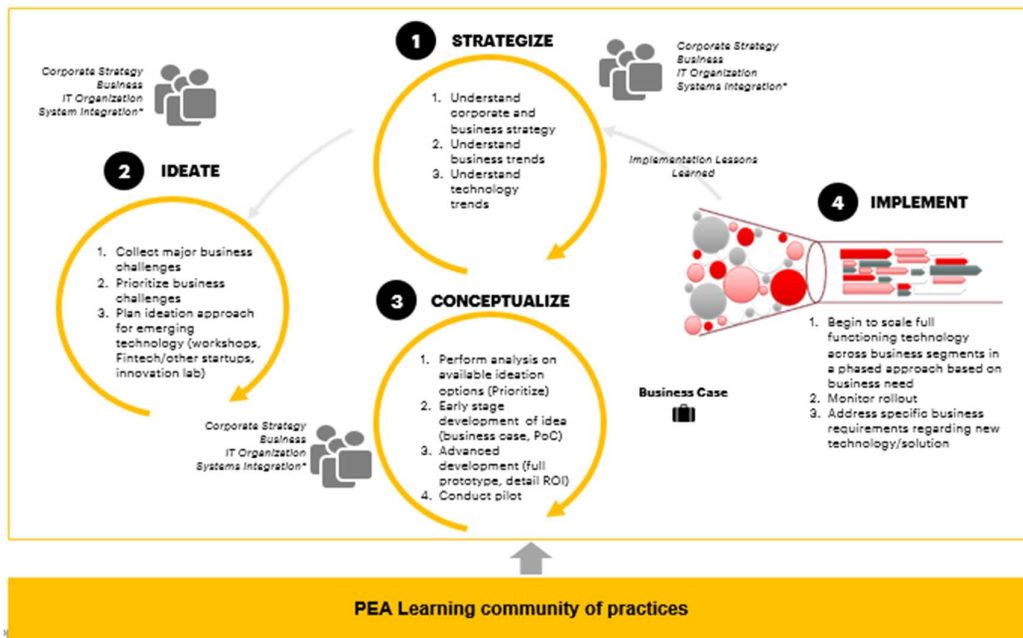 1 STRATEGIZE
Corporate Strategy
Business
IT Organization
Systems Integration*
1. Understand
corporate and
business strategy
2. Understand
business trends
3. Understand
technology
trends
Corporate Strategy
Business
IT Organization
System Integration*
2 IDEATE
1. Collect major business
challenges
2. Prioritize business
challenges
3. Plan ideation approach
for emerging
technology (workshops,
Fintech/other startups,
innovation lab)
Corporate Strategy
Business
IT Organization
Systems Integration*
3 CONCEPTUALIZE
1. Perform analysis on
available ideation
options (Prioritize)
2. Early stage
development of idea
(business case, PoC)
3. Advanced
development (full
prototype, detail ROI)
4. Conduct pilot
Business Case
Implementation Lessons
Learned
4 IMPLEMENT
1. Begin to scale full
functioning technology
across business segments in
a phased approach based on
business need
2. Monitor rollout
3. Address specific business
requirements regarding new
technology/solution
PEA Learning community of practices